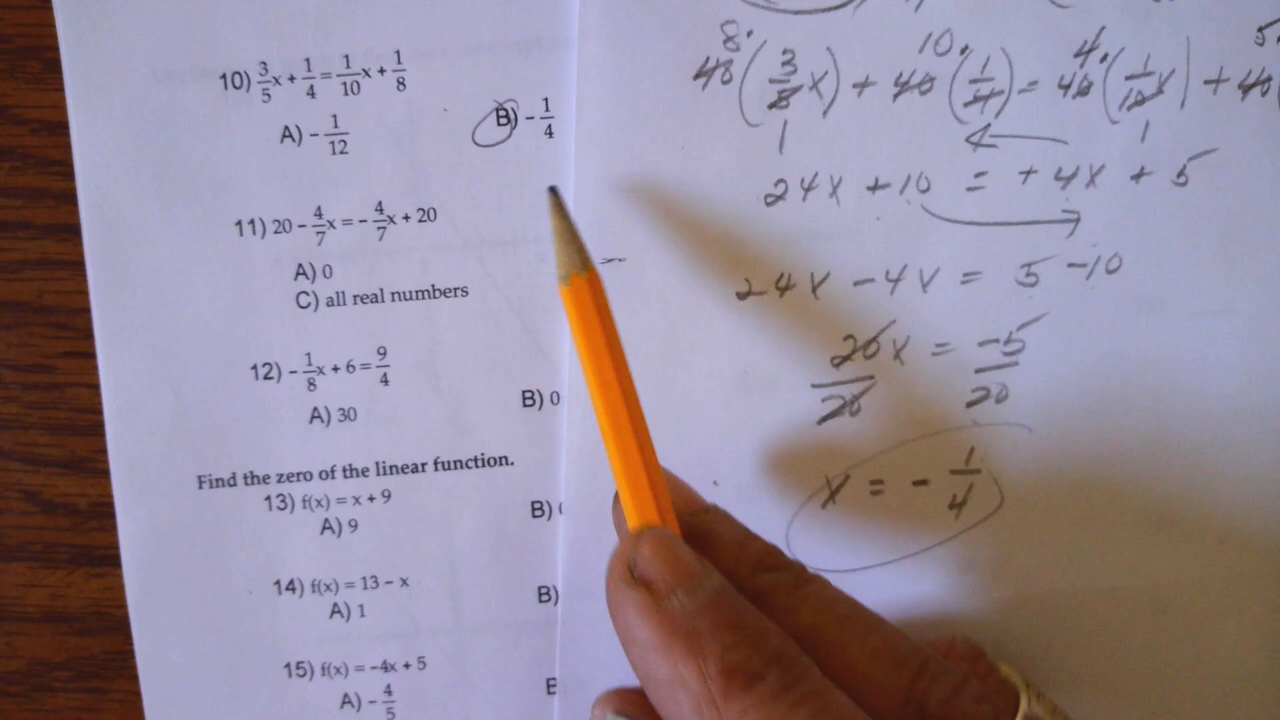 10) 3/5x + 1/4 = 1/10x + 1/8
A) -1/12
B) -1/4
11) 20 - 4/7x = -4/7x + 20
A) 0
C) all real numbers
12) -1/8x + 6 = 9/4
A) 30
B) 0
Find the zero of the linear function.
13) f(x) = x + 9
A) 9
B)
14) f(x) = 13 - x
A) 1
B)
15) f(x) = -4x + 5
A) -4/5
8. 10. 4. 5.
40(3/5x) + 40(1/4) = 40(1/10x) + 40
1 1
24x + 10 = + 4x + 5
24x - 4x = 5 - 10
20x/20 = -5/20
x = - 1/4